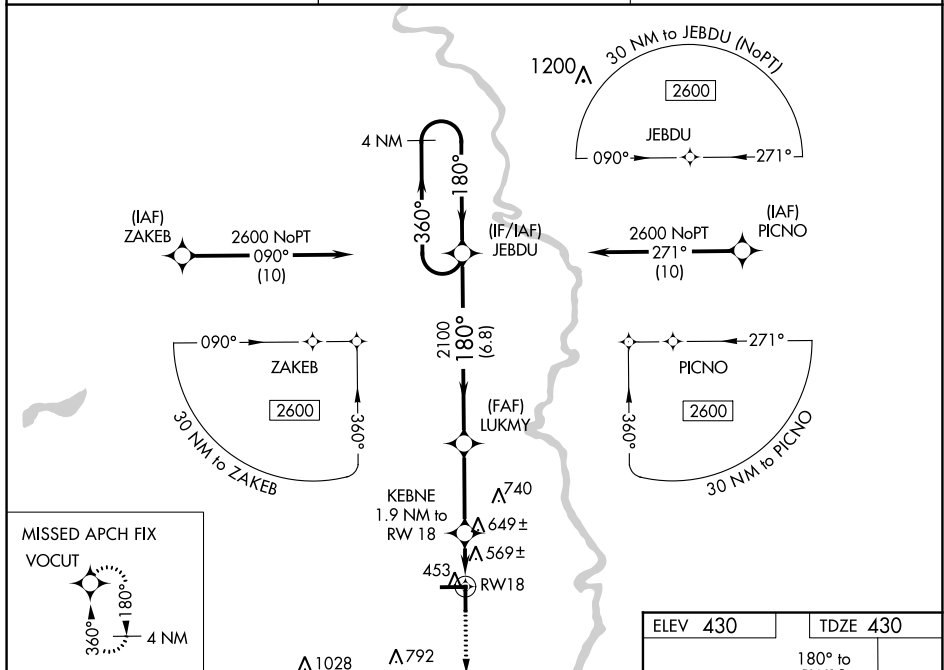 30 NM to JEBDU (NoPT)
1200
2600
JEBDU
090°
271°
4 NM
180°
360°
(IAF)
ZAKEB
2600 NoPT
090°
(10)
(IF/IAF)
JEBDU
2600 NoPT
271°
(10)
(IAF)
PICNO
2100
180°
(6.8)
090°
ZAKEB
2600
360°
30 NM to ZAKEB
271°
PICNO
2600
360°
30 NM to PICNO
(FAF)
LUKMY
KEBNE
1.9 NM to
RW 18
740
649±
569±
453
RW18
MISSED APCH FIX
VOCUT
360°
180°
4 NM
1028
792
ELEV 430
TDZE 430
180° to